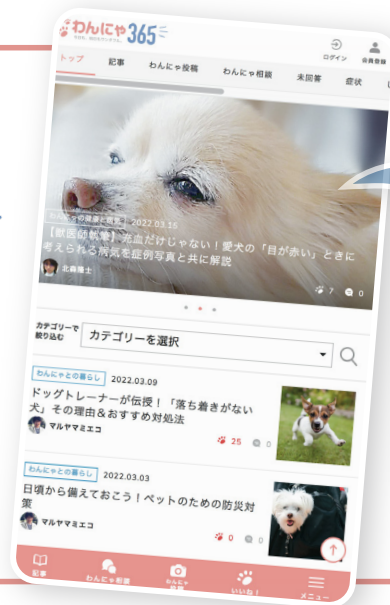 わんにゃ365
ログイン
会員登録
トップ 記事 わんにゃ投稿 わんにゃ相談 未回答 症状
わんにゃの健康と病気 2022.03.15
【獣医師執筆】充血だけじゃない!愛犬の「目が赤い」ときに
考えられる病気を症例写真と共に解説
7 0
カテゴリーで
絞り込む
カテゴリーを選択
わんにゃとの暮らし 2022.03.09
ドッグトレーナーが伝授!「落ち着きがない
犬」その理由&おすすめ対処法
マルヤマミエコ
25 0
わんにゃとの暮らし 2022.03.03
日頃から備えておこう!ペットのための防災対
策
マルヤマミエコ
0 0
記事
わんにゃ相談
わんにゃ
いいね!
メニュー